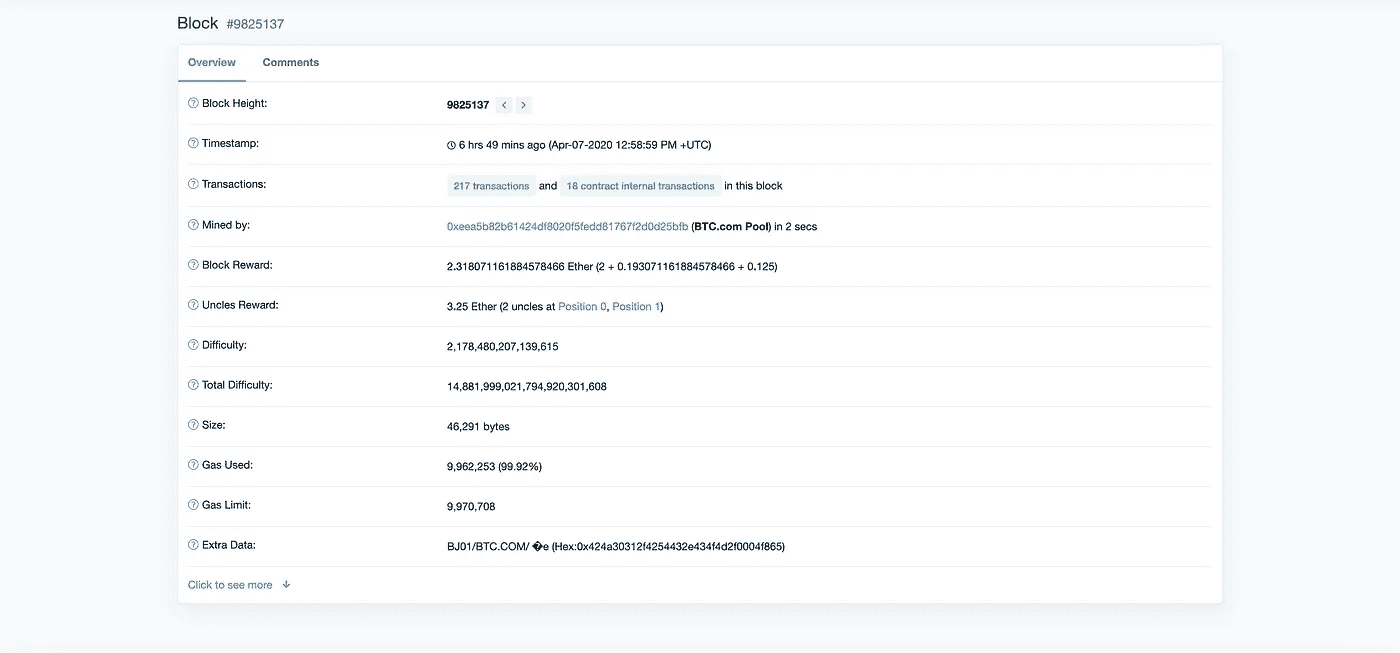 Block #9825137
Overview Comments
Block Height: 9825137
Timestamp: 6 hrs 49 mins ago (Apr-07-2020 12:58:59 PM +UTC)
Transactions: 217 transactions and 18 contract internal transactions in this block
Mined by: 0xeea5b82b61424df8020f5fedd81767f2d0d25bfb (BTC.com Pool) in 2 secs
Block Reward: 2.318071161884578466 Ether (2 + 0.193071161884578466 + 0.125)
Uncles Reward: 3.25 Ether (2 uncles at Position 0, Position 1)
Difficulty: 2,178,480,207,139,615
Total Difficulty: 14,881,999,021,794,920,301,608
Size: 46,291 bytes
Gas Used: 9,962,253 (99.92%)
Gas Limit: 9,970,708
Extra Data: BJ01/BTC.COM/ �e (Hex:0x424a30312f4254432e434f4d2f0004f865)
Click to see more